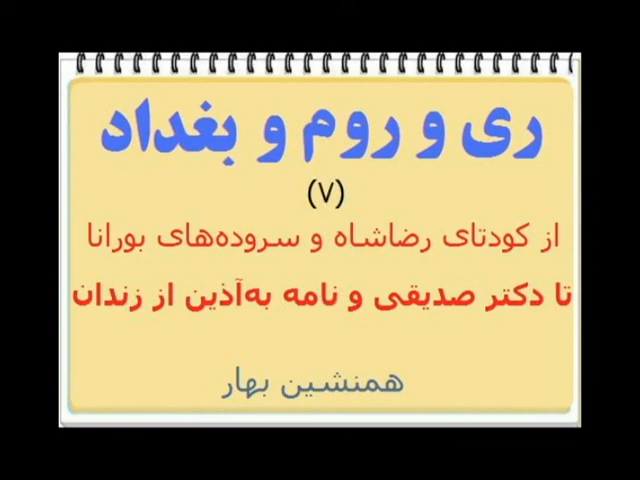 ری و روم و بغداد
(۷)
از کودتای رضاشاه و سروده‌های بورانا
تا دکتر صدیقی و نامه به‌آذین از زندان
همنشین بهار